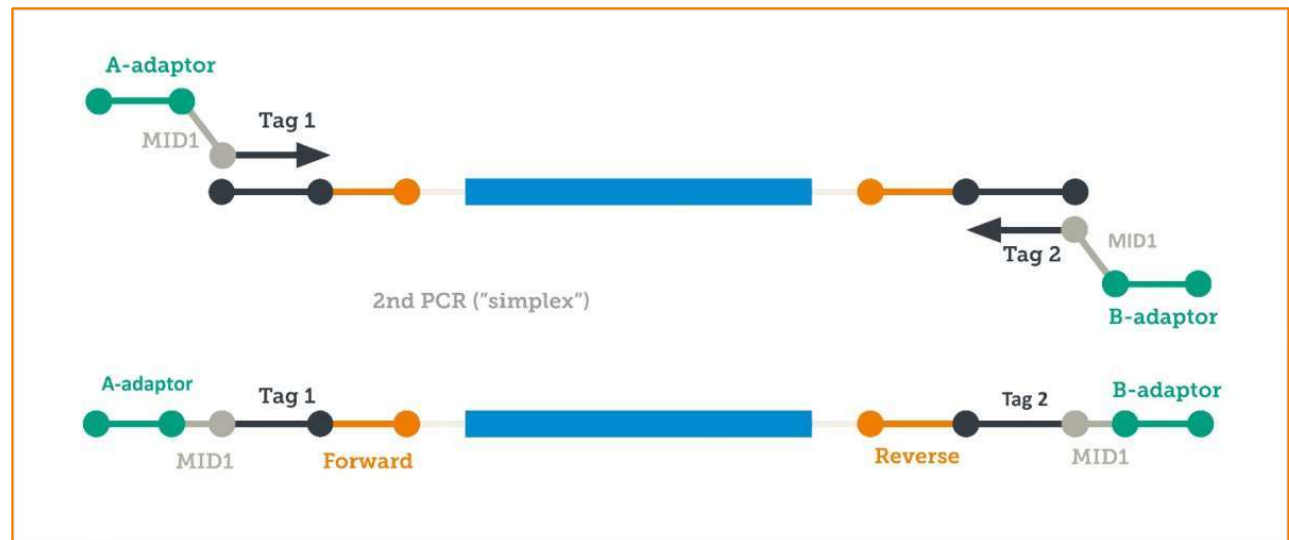 A-adaptor
MID1
Tag 1
Tag 2
MID1
B-adaptor
2nd PCR ("simplex")
A-adaptor
Tag 1
MID1
Forward
Tag 2
B-adaptor
Reverse
MID1